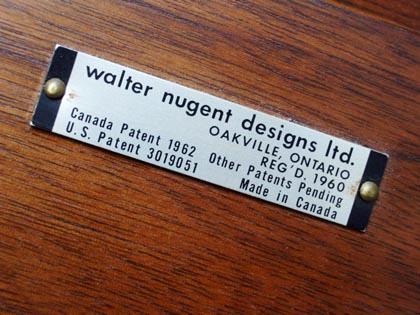 walter nugent designs ltd.
OAKVILLE, ONTARIO
Canada Patent 1962 REG'D. 1960
U.S. Patent 3019051 Other Patents Pending
Made in Canada